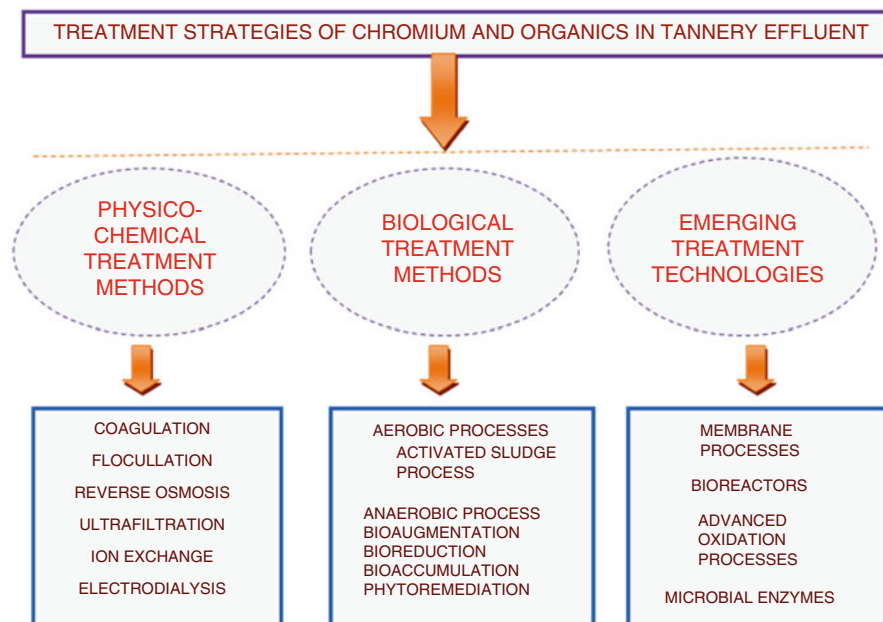 TREATMENT STRATEGIES OF CHROMIUM AND ORGANICS IN TANNERY EFFLUENT
PHYSICO-
CHEMICAL
TREATMENT
METHODS
BIOLOGICAL
TREATMENT
METHODS
EMERGING
TREATMENT
TECHNOLOGIES
COAGULATION
FLOCULLATION
REVERSE OSMOSIS
ULTRAFILTRATION
ION EXCHANGE
ELECTRODIALYSIS
AEROBIC PROCESSES
ACTIVATED SLUDGE
PROCESS
ANAEROBIC PROCESS
BIOAUGMENTATION
BIOREDUCTION
BIOACCUMULATION
PHYTOREMEDIATION
MEMBRANE
PROCESSES
BIOREACTORS
ADVANCED
OXIDATION
PROCESSES
MICROBIAL ENZYMES